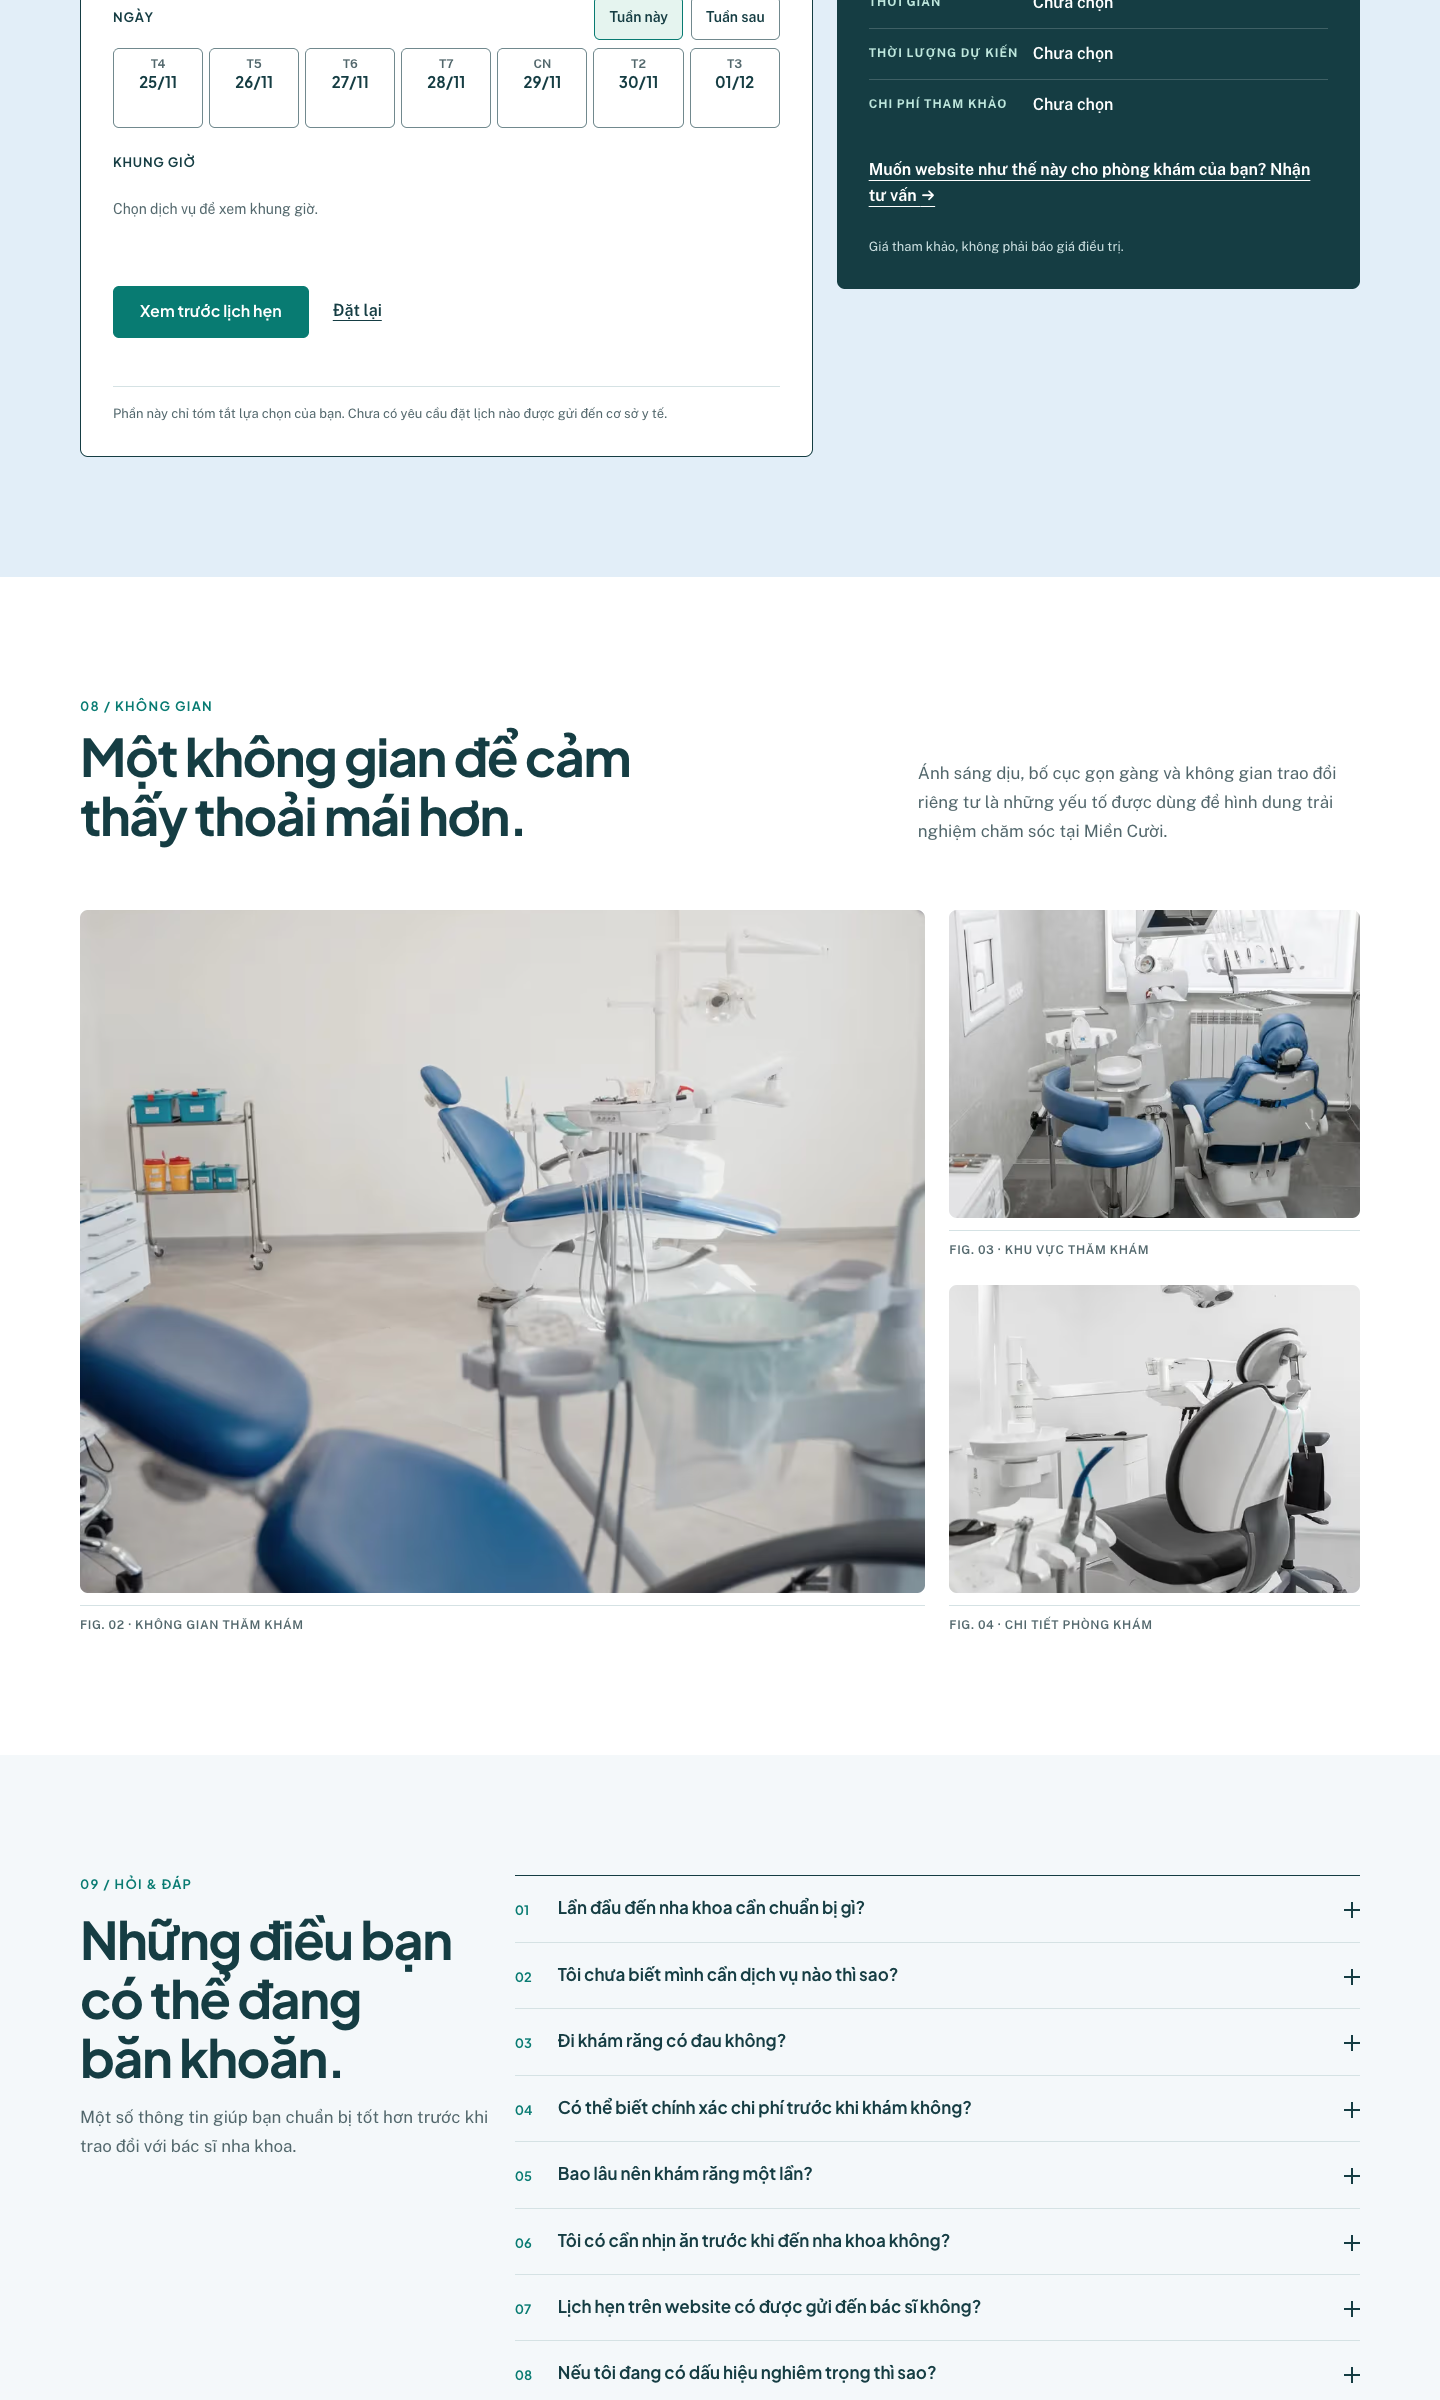 NGÀY
Tuần này
Tuần sau
T4
25/11
T5
26/11
T6
27/11
T7
28/11
CN
29/11
T2
30/11
T3
01/12
KHUNG GIỜ
Chọn dịch vụ để xem khung giờ.
Xem trước lịch hẹn
Đặt lại
Phần này chỉ tóm tắt lựa chọn của bạn. Chưa có yêu cầu đặt lịch nào được gửi đến cơ sở y tế.
THỜI GIAN
Chưa chọn
THỜI LƯỢNG DỰ KIẾN
Chưa chọn
CHI PHÍ THAM KHẢO
Chưa chọn
Muốn website như thế này cho phòng khám của bạn? Nhận
tư vấn →
Giá tham khảo, không phải báo giá điều trị.
08 / KHÔNG GIAN
Một không gian để cảm
thấy thoải mái hơn.
Ánh sáng dịu, bố cục gọn gàng và không gian trao đổi
riêng tư là những yếu tố được dùng để hình dung trải
nghiệm chăm sóc tại Miền Cười.
FIG. 03 · KHU VỰC THĂM KHÁM
FIG. 02 · KHÔNG GIAN THĂM KHÁM
FIG. 04 · CHI TIẾT PHÒNG KHÁM
09 / HỎI & ĐÁP
Những điều bạn
có thể đang
băn khoăn.
Một số thông tin giúp bạn chuẩn bị tốt hơn trước khi
trao đổi với bác sĩ nha khoa.
01 Lần đầu đến nha khoa cần chuẩn bị gì?
02 Tôi chưa biết mình cần dịch vụ nào thì sao?
03 Đi khám răng có đau không?
04 Có thể biết chính xác chi phí trước khi khám không?
05 Bao lâu nên khám răng một lần?
06 Tôi có cần nhịn ăn trước khi đến nha khoa không?
07 Lịch hẹn trên website có được gửi đến bác sĩ không?
08 Nếu tôi đang có dấu hiệu nghiêm trọng thì sao?